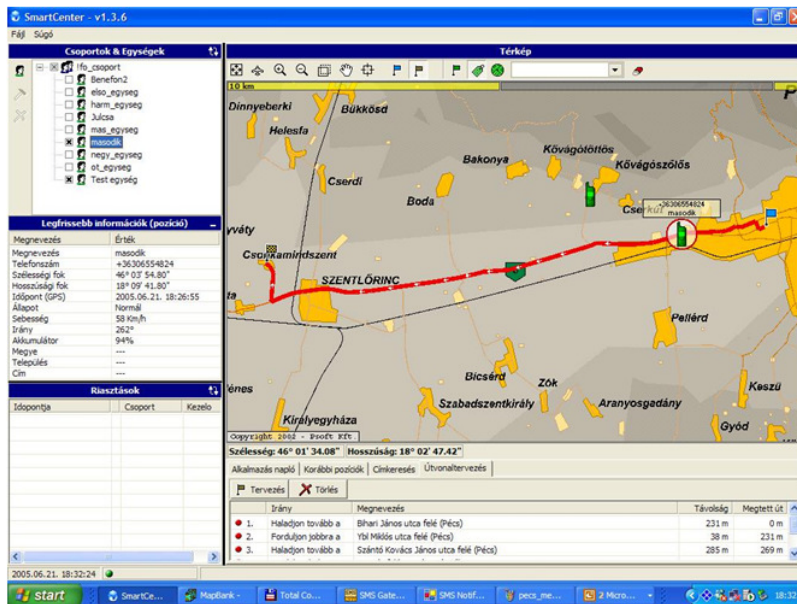 SmartCenter - v1.3.6
Fájl Súgó
Csoportok & Egységek
!fo_csoport
Benefon2
elso_egyseg
harm_egyseg
Julcsa
mas_egyseg
masodik
negy_egyseg
ot_egyseg
Test egység
Legfrissebb információk (pozíció)
Megnevezés Érték
Megnevezés masodik
Telefonszám +36306554824
Szélességi fok 46° 03' 54.80"
Hosszúsági fok 18° 09' 41.80"
Időpont (GPS) 2005.06.21. 18:26:55
Állapot Normál
Sebesség 58 Km/h
Irány 262°
Akkumulátor 94%
Megye ---
Település ---
Cím ---
Riasztások
Idopontja Csoport Kezelo
Térkép
10 km
Dinnyeberki
Bükkösd
Helesfa
Cserdi
Boda
Bakonya
Kővágótöttös
Kővágószőlős
Cserkút
+36306554824
masodik
yváty
Csonkamindszent
SZENTLŐRINC
ta
Pellérd
Bicsérd
Zók
Szabadszentkirály
Aranyosgadány
Keszü
Gyód
énes
Királyegyháza
Copyright 2002 - Psoft Kft.
Szélesség: 46° 01' 34.08" Hosszúság: 18° 02' 47.42"
Alkalmazás napló Korábbi pozíciók Címkeresés Útvonaltervezés
Tervezés Törlés
Irány Megnevezés Távolság Megtett út
1. Haladjon tovább a Bihari János utca felé (Pécs) 231 m 0 m
2. Forduljon jobbra a Ybl Miklós utca felé (Pécs) 38 m 231 m
3. Haladjon tovább a Szántó Kovács János utca felé (Pécs) 285 m 269 m
2005.06.21. 18:32:24
start SmartCe... MapBank - Total Co... SMS Gate... SMS Notif... pecs_me... 2 Micro... 18:32